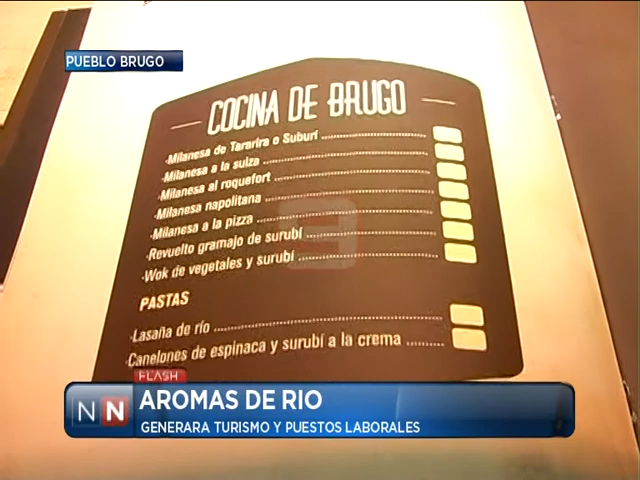 PUEBLO BRUGO
COCINA DE BRUGO
·Milanesa de Tararira o Suburí
·Milanesa a la suiza
·Milanesa al roquefort
·Milanesa napolitana
·Milanesa a la pizza
·Revuelto gramajo de surubí
·Wok de vegetales y surubí
PASTAS
·Lasaña de río
·Canelones de espinaca y surubí a la crema
FLASH
NN
AROMAS DE RIO
GENERARA TURISMO Y PUESTOS LABORALES
9